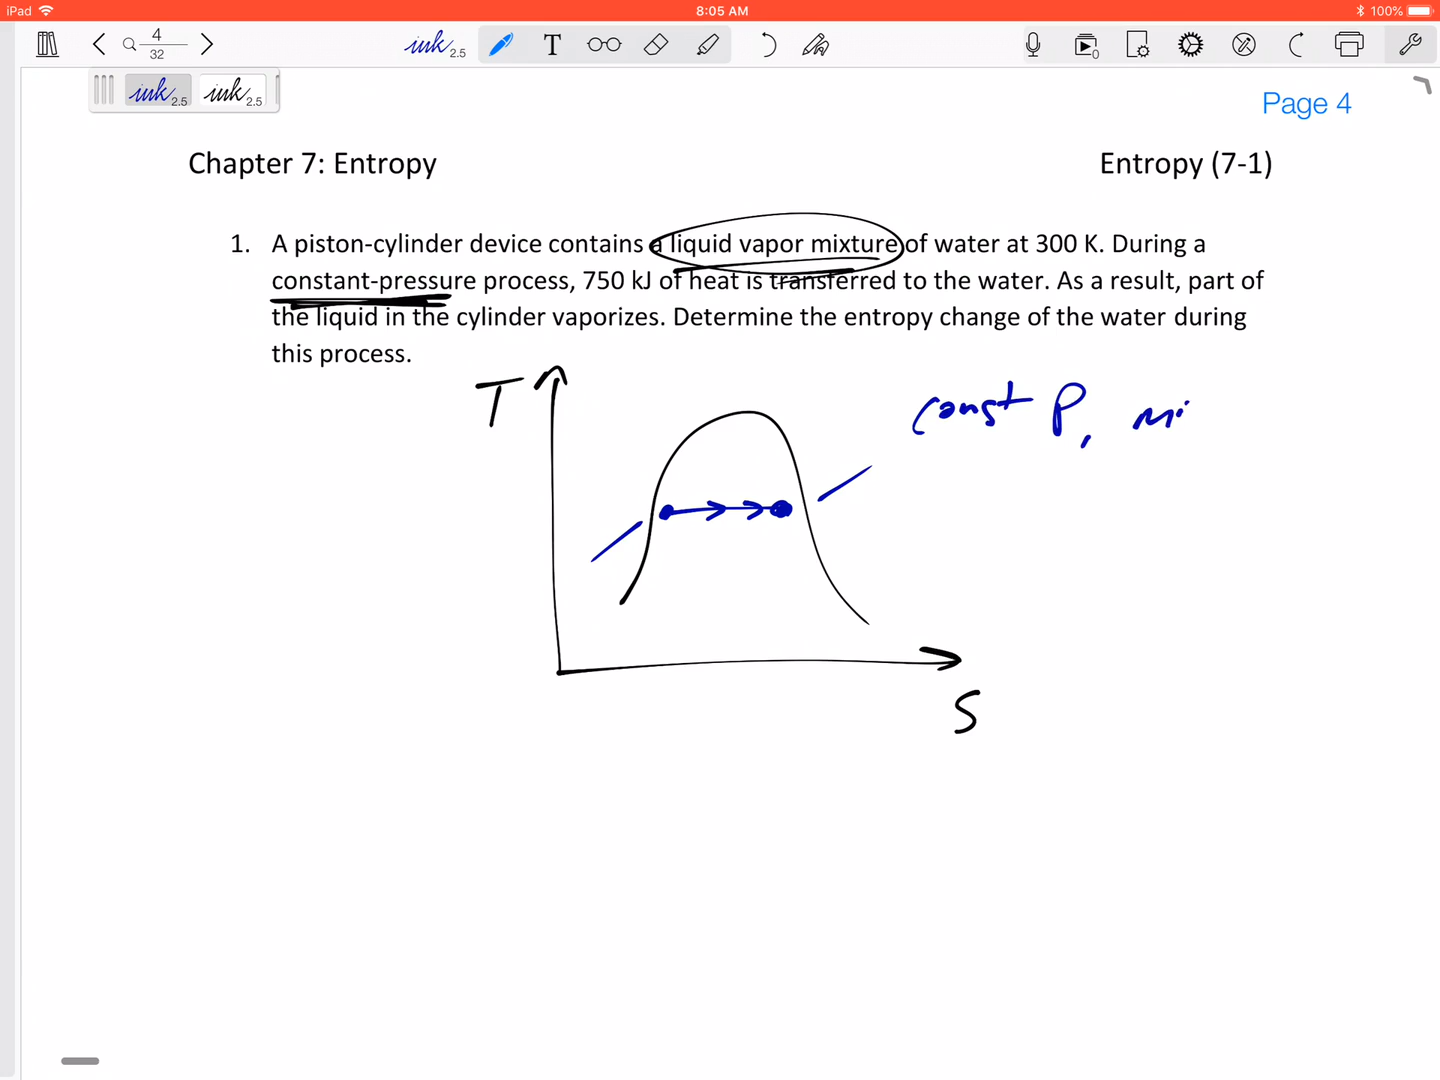 iPad
8:05 AM
100%
4
32
ink 2.5
T
0
ink 2.5
ink 2.5
Page 4
Chapter 7: Entropy
Entropy (7-1)
1. A piston-cylinder device contains a liquid vapor mixture of water at 300 K. During a
constant-pressure process, 750 kJ of heat is transferred to the water. As a result, part of
the liquid in the cylinder vaporizes. Determine the entropy change of the water during
this process.
T
const P, mi
S